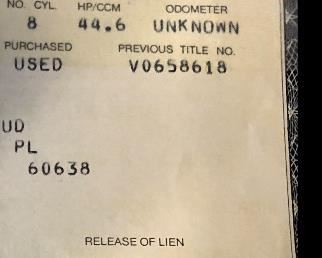 NO. CYL. HP/CCM ODOMETER
8 44.6 UNKNOWN
PURCHASED PREVIOUS TITLE NO.
USED V0658618
UD
PL
60638
RELEASE OF LIEN